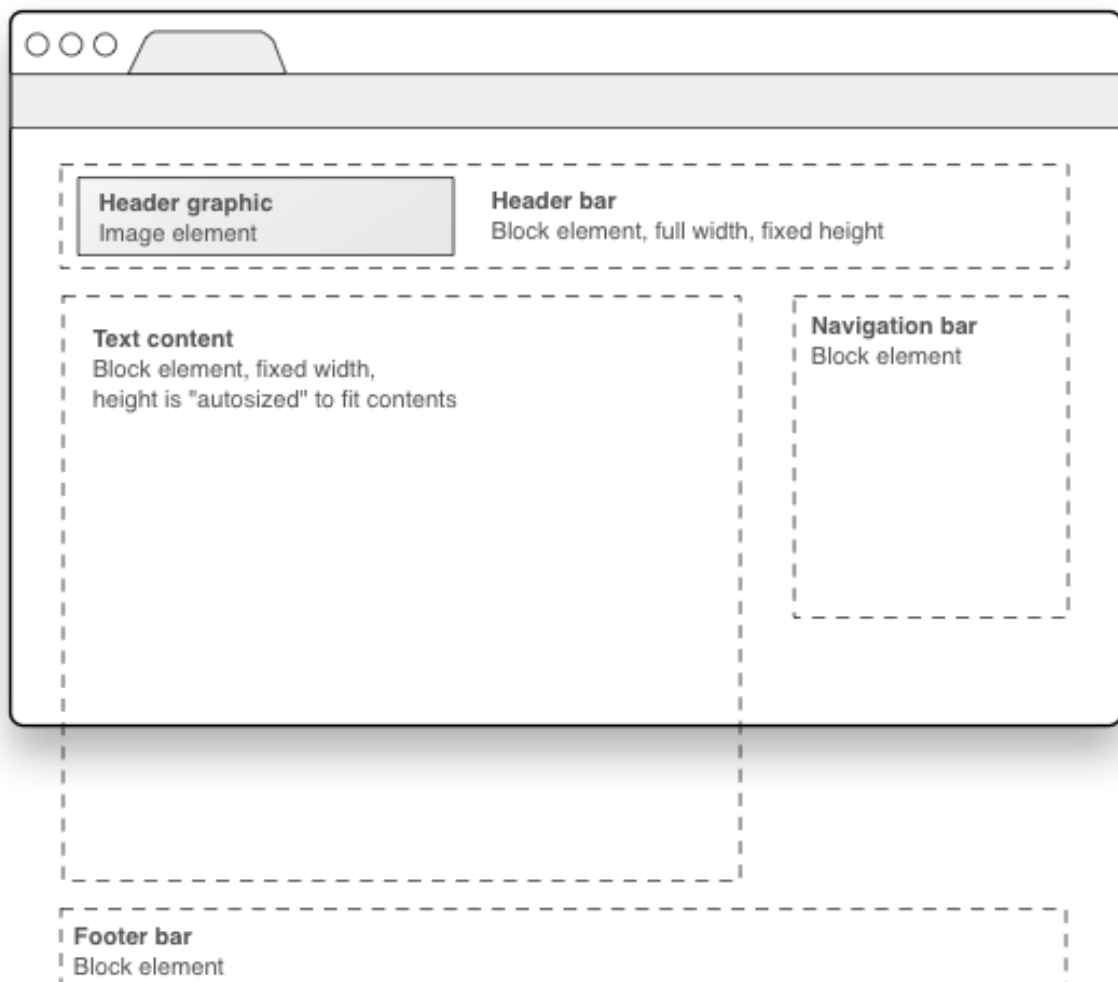 Header graphic
Image element
Header bar
Block element, full width, fixed height
Text content
Block element, fixed width,
height is "autosized" to fit contents
Navigation bar
Block element
Footer bar
Block element